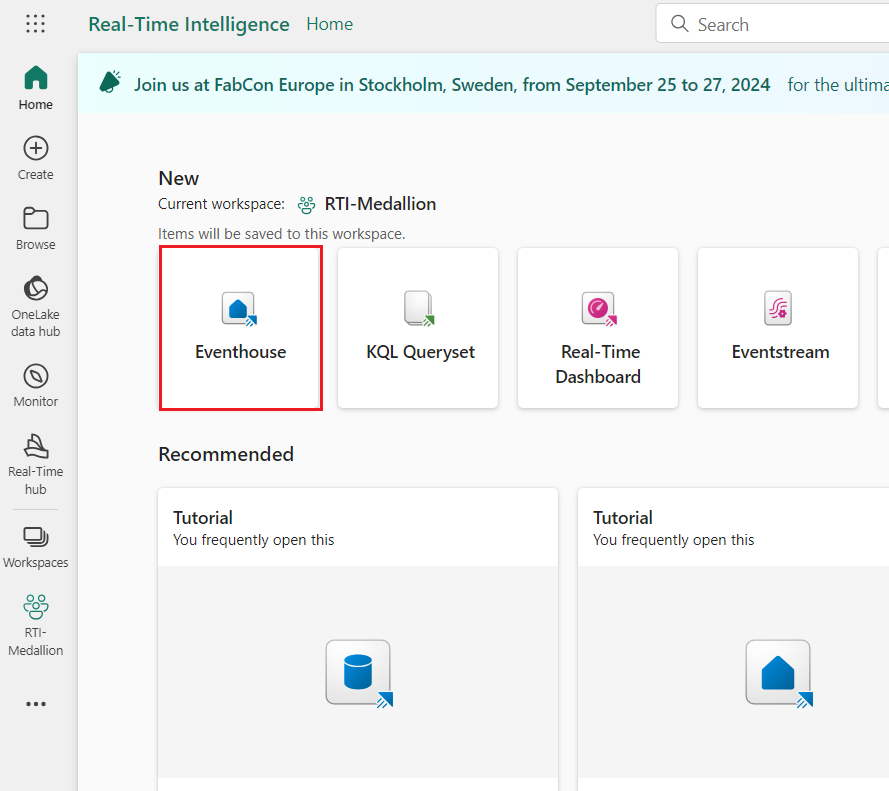 Real-Time Intelligence Home
Search
Home
Create
Browse
OneLake
data hub
Monitor
Real-Time
hub
Workspaces
RTI-
Medallion
Join us at FabCon Europe in Stockholm, Sweden, from September 25 to 27, 2024 for the ultima
New
Current workspace: RTI-Medallion
Items will be saved to this workspace.
Eventhouse
KQL Queryset
Real-Time
Dashboard
Eventstream
Recommended
Tutorial
You frequently open this
Tutorial
You frequently open this